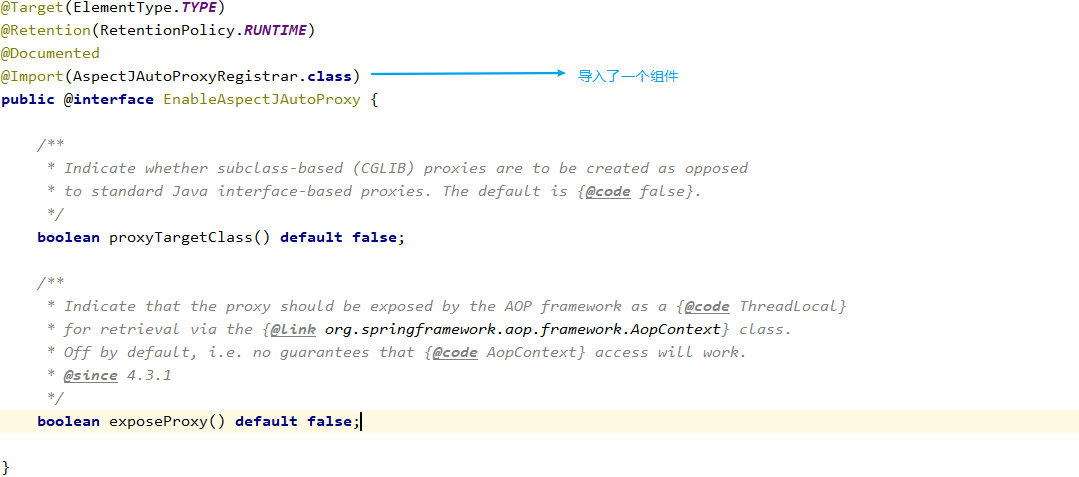 @Target(ElementType.TYPE)
@Retention(RetentionPolicy.RUNTIME)
@Documented
@Import(AspectJAutoProxyRegistrar.class) 导入了一个组件
public @interface EnableAspectJAutoProxy {
/**
* Indicate whether subclass-based (CGLIB) proxies are to be created as opposed
* to standard Java interface-based proxies. The default is {@code false}.
*/
boolean proxyTargetClass() default false;
/**
* Indicate that the proxy should be exposed by the AOP framework as a {@code ThreadLocal}
* for retrieval via the {@link org.springframework.aop.framework.AopContext} class.
* Off by default, i.e. no guarantees that {@code AopContext} access will work.
* @since 4.3.1
*/
boolean exposeProxy() default false;
}